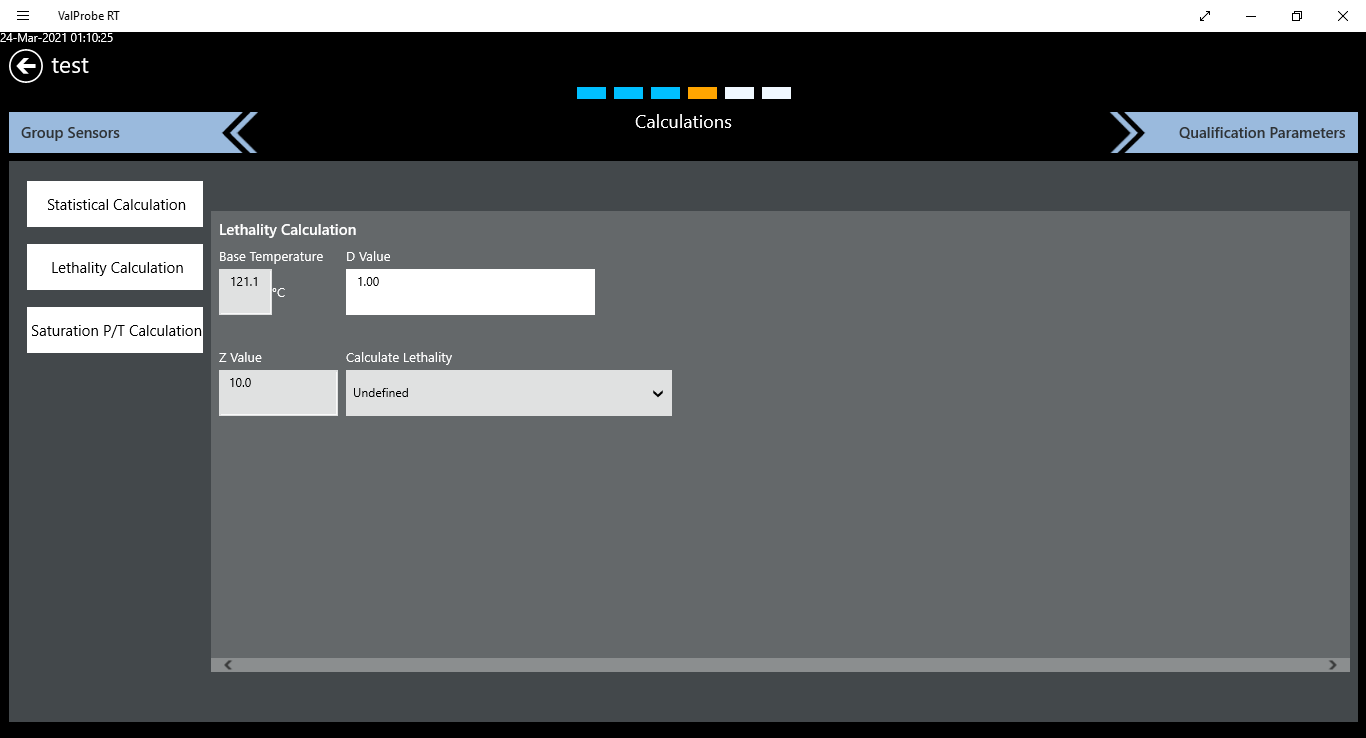 ValProbe RT
24-Mar-2021 01:10:25
test
Group Sensors
Calculations
Qualification Parameters
Statistical Calculation
Lethality Calculation
Saturation P/T Calculation
Lethality Calculation
Base Temperature D Value
121.1 °C 1.00
Z Value Calculate Lethality
10.0 Undefined